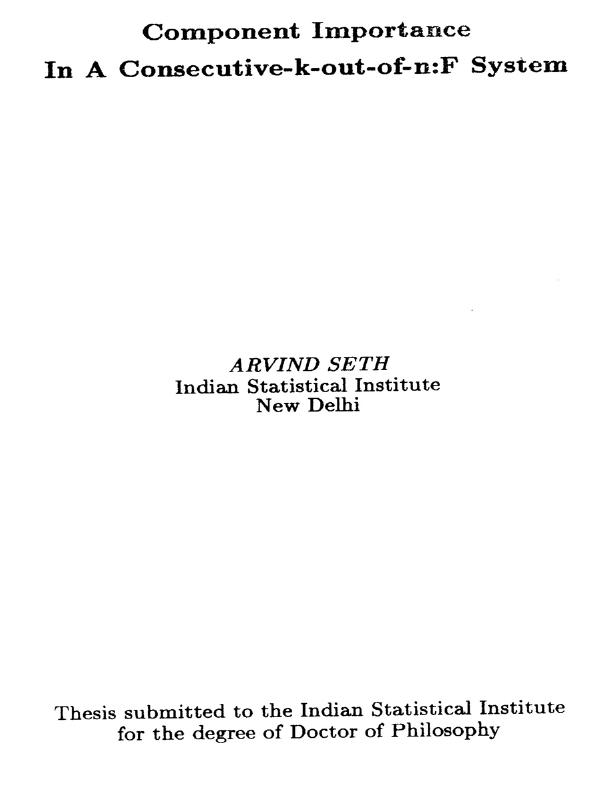 Component Importance
In A Consecutive-k-out-of-n:F System
ARVIND SETH
Indian Statistical Institute
New Delhi
Thesis submitted to the Indian Statistical Institute
for the degree of Doctor of Philosophy